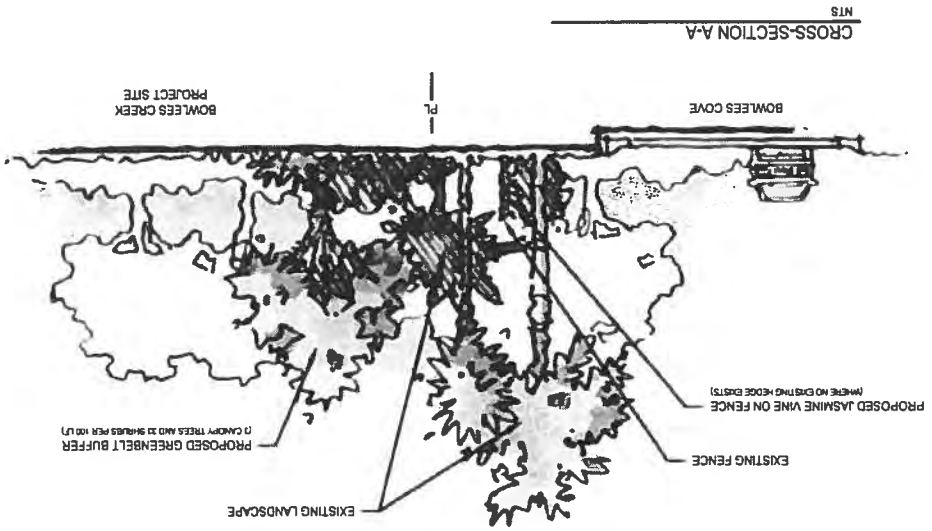 EXISTING LANDSCAPE
EXISTING FENCE
PROPOSED GREENBELT BUFFER
CANOPY TREES AND 33 SHRUBS PER 100 LF)
PROPOSED JASMINE VINE ON FENCE
(WHERE NO EXISTING HEDGE EXISTS)
BOWLEES COVE
PL
BOWLEES CREEK
PROJECT SITE
CROSS-SECTION A-A
NTS